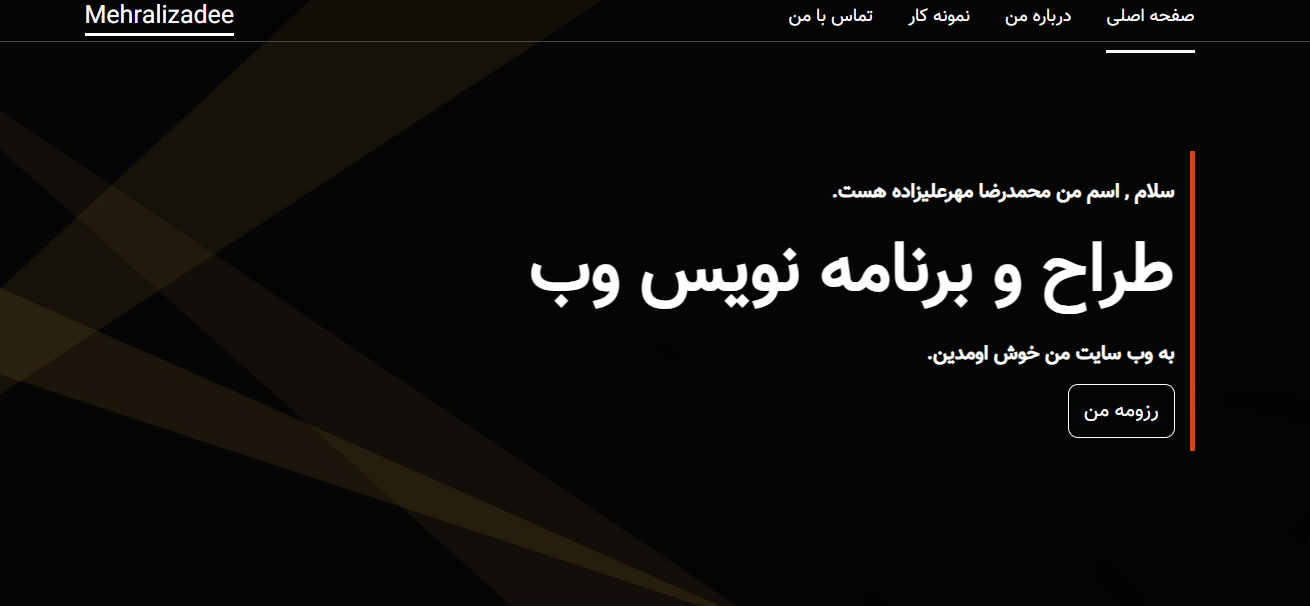 صفحه اصلی درباره من نمونه کار تماس با من Mehralizadee
سلام , اسم من محمدرضا مهرعلیزاده هست.
طراح و برنامه نویس وب
به وب سایت من خوش اومدین.
رزومه من